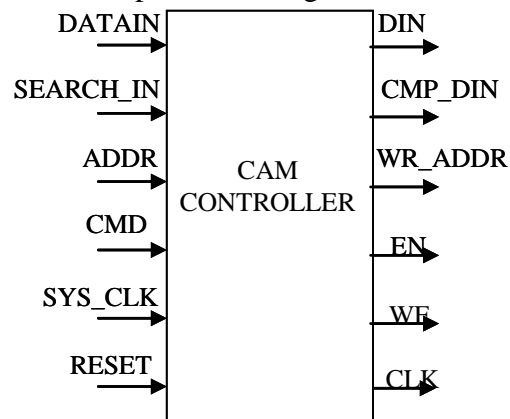 DATAIN
DIN
SEARCH_IN
CMP_DIN
ADDR
WR_ADDR
CAM
CONTROLLER
CMD
EN
SYS_CLK
WE
RESET
CLK